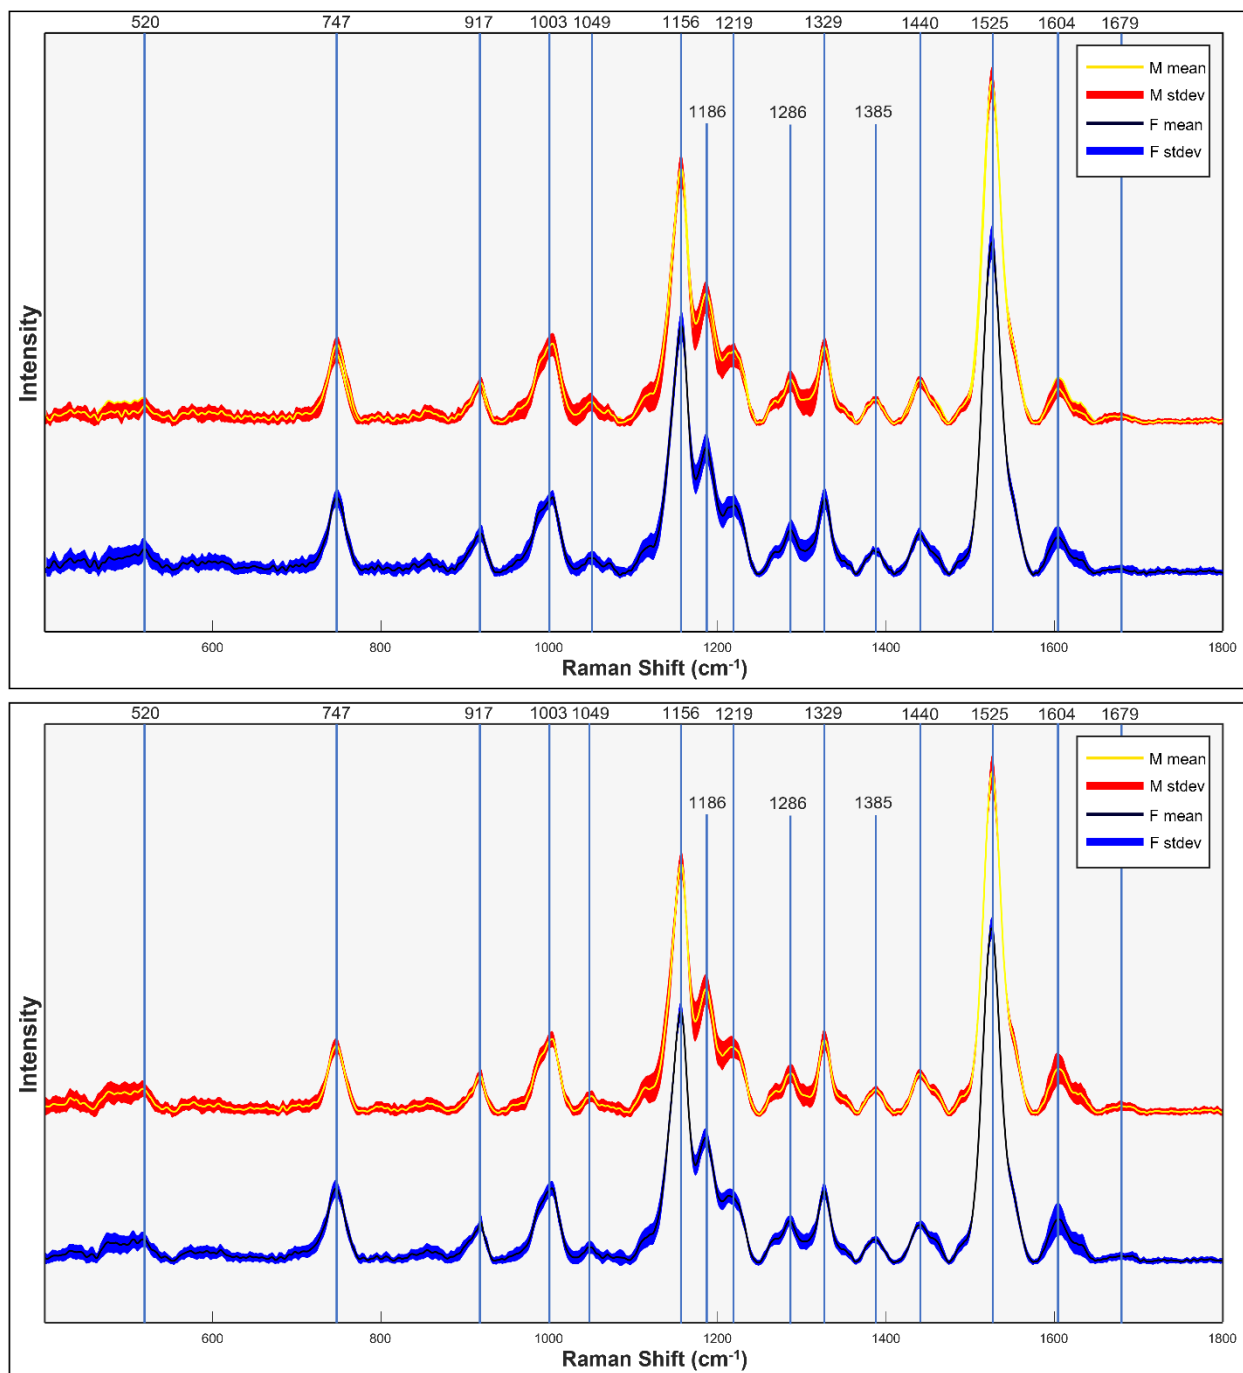 520 747 917 1003 1049 1156 1219 1329 1440 1525 1604 1679
M mean
M stdev
F mean
F stdev
1186 1286 1385
Intensity
600 800 1000 1200 1400 1600 1800
Raman Shift (cm⁻¹)
520 747 917 1003 1049 1156 1219 1329 1440 1525 1604 1679
M mean
M stdev
F mean
F stdev
1186 1286 1385
Intensity
600 800 1000 1200 1400 1600 1800
Raman Shift (cm⁻¹)